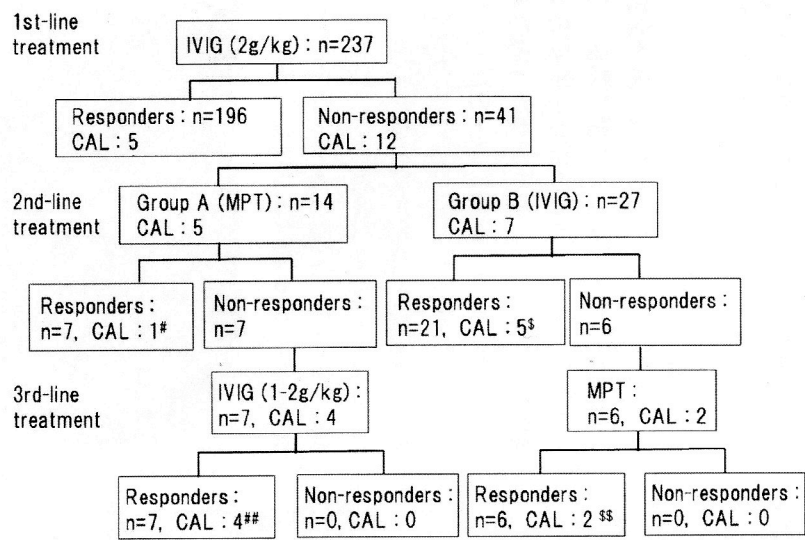 1st-line
treatment
IVIG (2g/kg) : n=237
Responders : n=196
CAL : 5
Non-responders : n=41
CAL : 12
2nd-line
treatment
Group A (MPT) : n=14
CAL : 5
Group B (IVIG) : n=27
CAL : 7
Responders :
n=7, CAL : 1#
Non-responders :
n=7
Responders :
n=21, CAL : 5$
Non-responders :
n=6
3rd-line
treatment
IVIG (1-2g/kg) :
n=7, CAL : 4
MPT :
n=6, CAL : 2
Responders :
n=7, CAL : 4##
Non-responders :
n=0, CAL : 0
Responders :
n=6, CAL : 2 $$
Non-responders :
n=0, CAL : 0